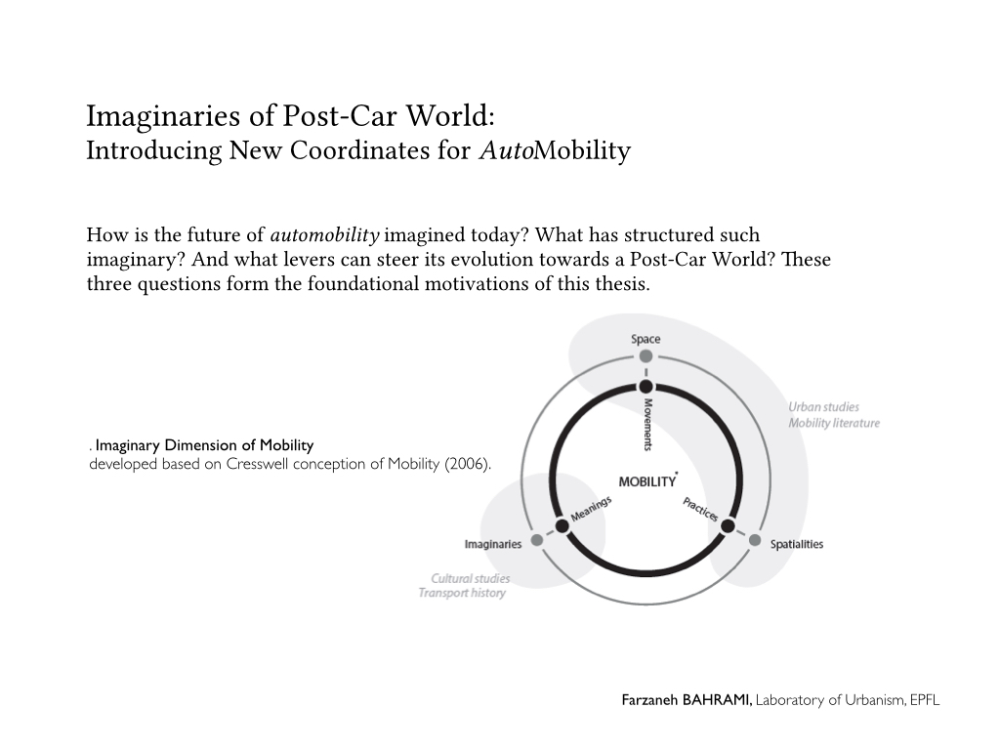 Imaginaries of Post-Car World:
Introducing New Coordinates for AutoMobility
How is the future of automobility imagined today? What has structured such
imaginary? And what levers can steer its evolution towards a Post-Car World? These
three questions form the foundational motivations of this thesis.
Space
Movements
Urban studies
Mobility literature
. Imaginary Dimension of Mobility
developed based on Cresswell conception of Mobility (2006).
MOBILITY*
Meanings
Practices
Imaginaries
Spatialities
Cultural studies
Transport history
Farzaneh BAHRAMI, Laboratory of Urbanism, EPFL